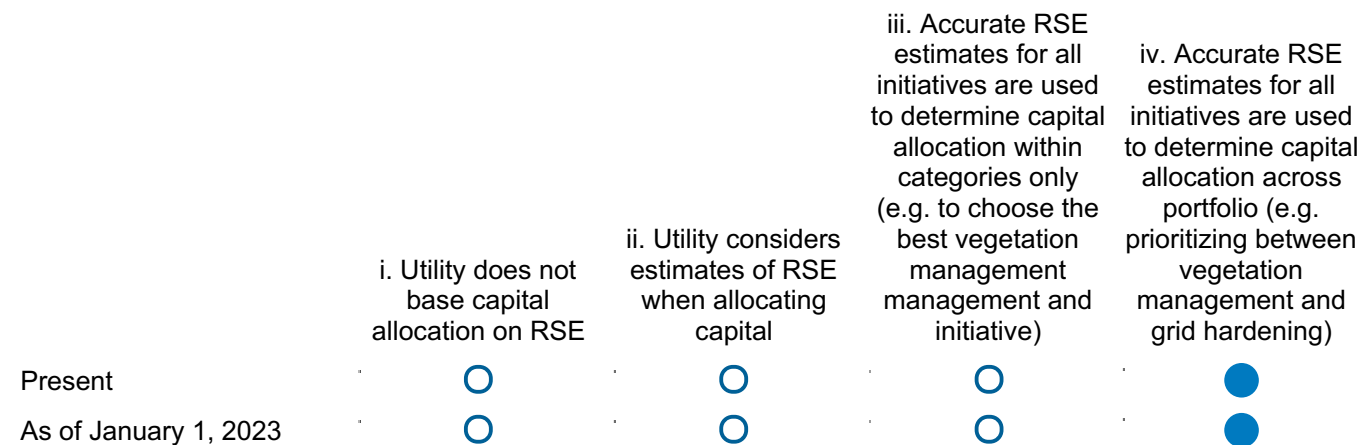 i. Utility does not
base capital
allocation on RSE
ii. Utility considers
estimates of RSE
when allocating
capital
iii. Accurate RSE
estimates for all
initiatives are used
to determine capital
allocation within
categories only
(e.g. to choose the
best vegetation
management
management and
initiative)
iv. Accurate RSE
estimates for all
initiatives are used
to determine capital
allocation across
portfolio (e.g.
prioritizing between
vegetation
management and
grid hardening)
Present
As of January 1, 2023